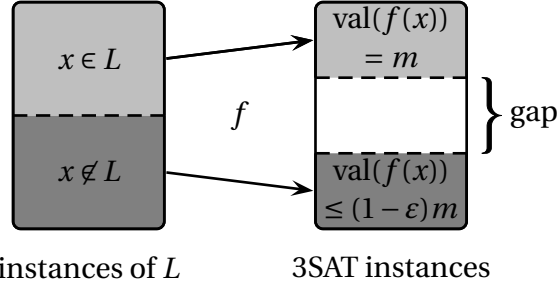 x ∈ L
x ∉ L
instances of L
f
val(f(x))
= m
val(f(x))
≤ (1 − ε)m
3SAT instances
gap